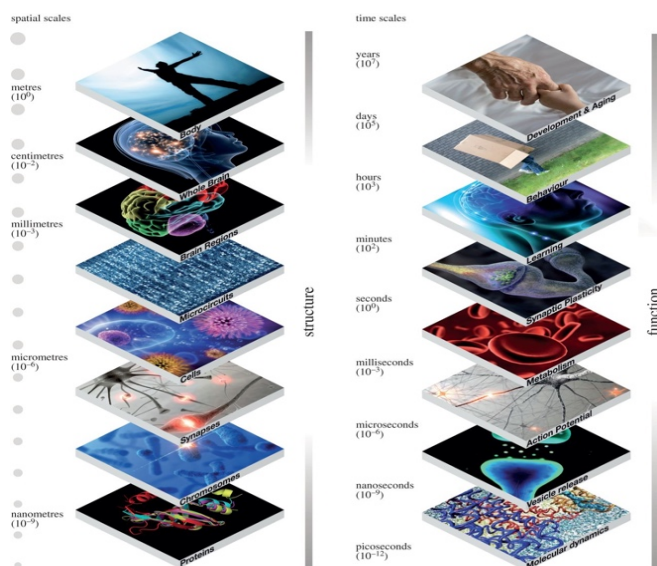 spatial scales
metres
(10⁰)
centimetres
(10⁻²)
millimetres
(10⁻³)
micrometres
(10⁻⁶)
nanometres
(10⁻⁹)
Body
Whole Brain
Brain Regions
Microcircuits
Cells
Synapses
Chromosomes
Proteins
structure
time scales
years
(10⁷)
days
(10⁵)
hours
(10³)
minutes
(10²)
seconds
(10⁰)
milliseconds
(10⁻³)
microseconds
(10⁻⁶)
nanoseconds
(10⁻⁹)
picoseconds
(10⁻¹²)
Development & Aging
Behaviour
Learning
Synaptic Plasticity
Metabolism
Action Potential
Vesicle release
Molecular dynamics
function